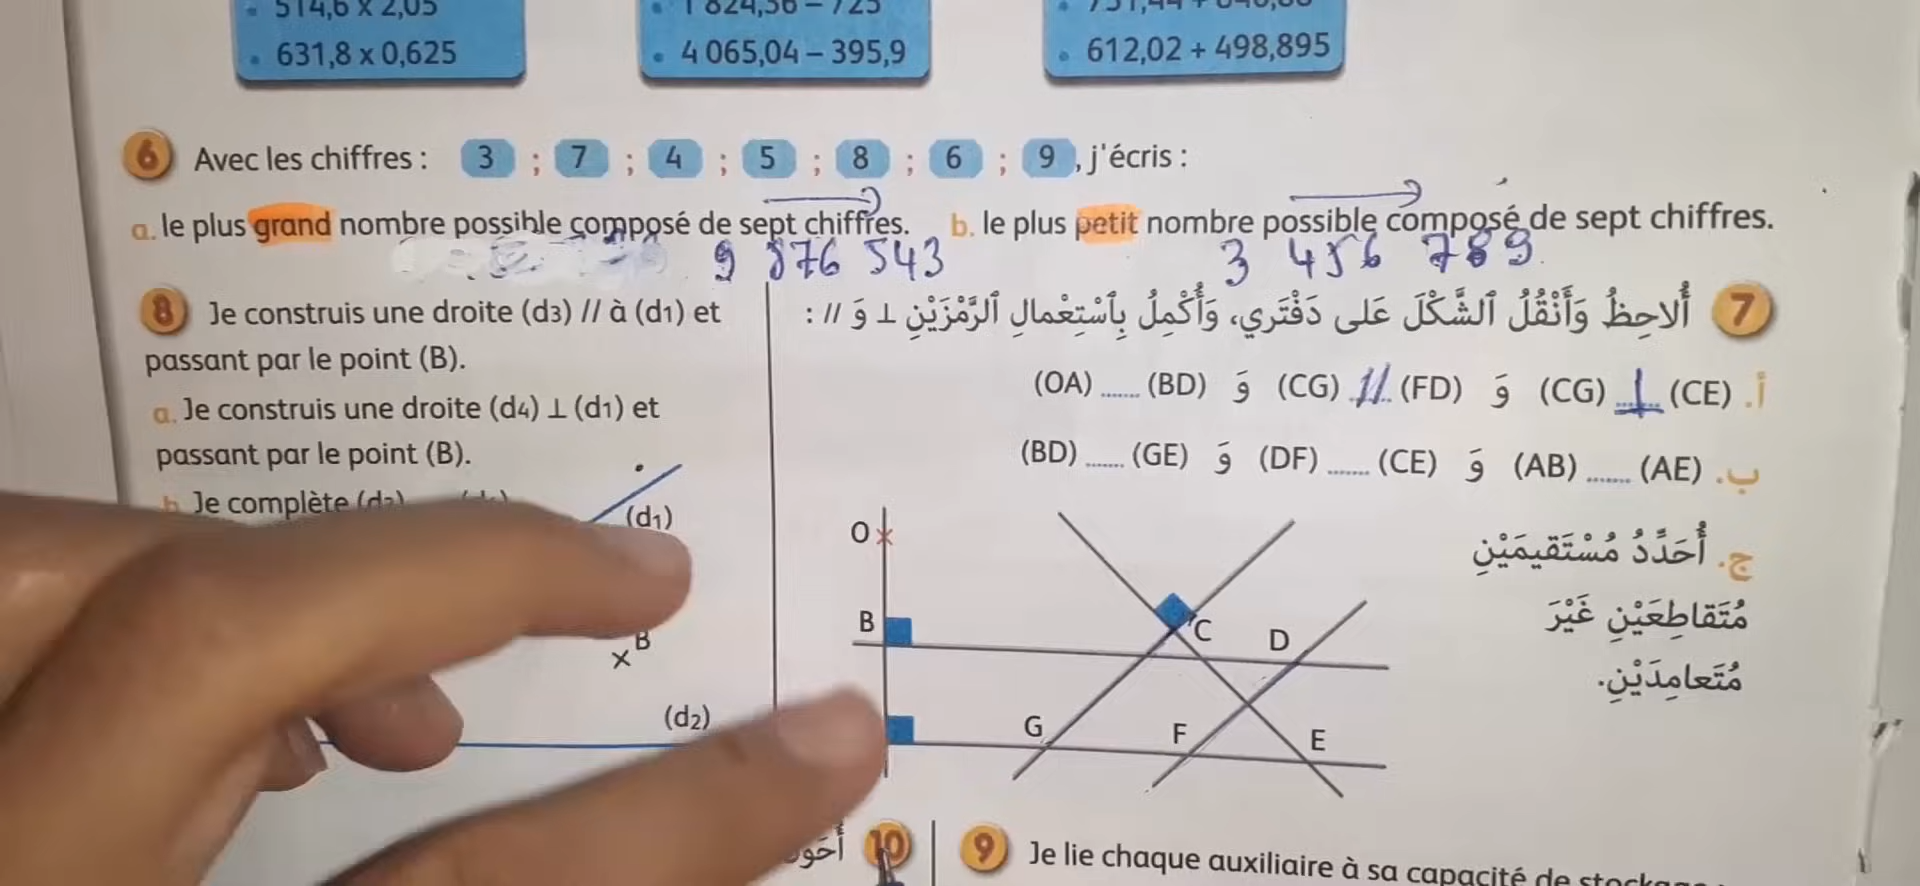 631,8 x 0,625
4 065,04 – 395,9
612,02 + 498,895
6 Avec les chiffres : 3 ; 7 ; 4 ; 5 ; 8 ; 6 ; 9 , j'écris :
a. le plus grand nombre possible composé de sept chiffres. b. le plus petit nombre possible composé de sept chiffres.
9 876 543 3 456 789
8 Je construis une droite (d3) // à (d1) et
passant par le point (B).
a. Je construis une droite (d4) ⊥ (d1) et
passant par le point (B).
b. Je complète
(d1)
B
(d2)
7 أُلاحِظُ وَأَنْقُلُ ٱلشَّكْلَ عَلى دَفْتَري، وَأُكْمِلُ بِٱسْتِعْمالِ ٱلرَّمْزَيْنِ ⊥ وَ // :
أ. (CE) ⊥ (CG) وَ (FD) // (CG) وَ (BD) ...... (OA)
ب. (AE) ...... (AB) وَ (CE) ...... (DF) وَ (GE) ...... (BD)
ج. أُحَدِّدُ مُسْتَقيمَيْنِ
مُتَقاطِعَيْنِ غَيْرَ
مُتَعامِدَيْنِ.
O
B C D
G F E
10
9 Je lie chaque auxiliaire à sa capacité de